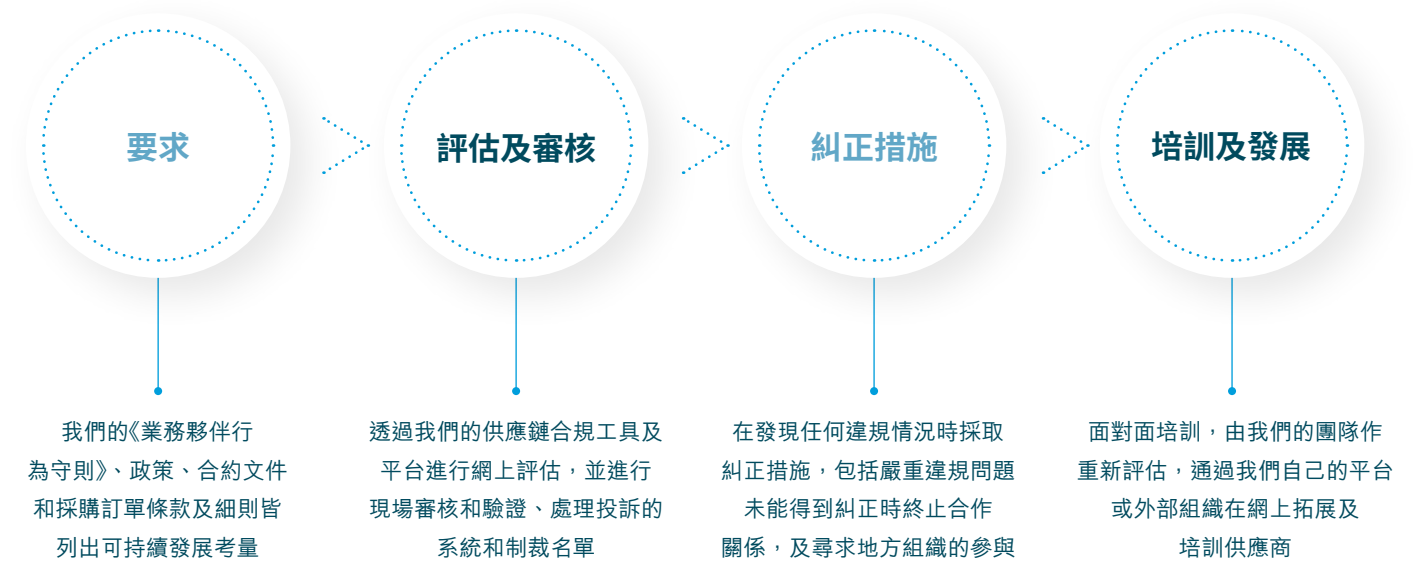 要求
評估及審核
糾正措施
培訓及發展
我們的《業務夥伴行
為守則》、政策、合約文件
和採購訂單條款及細則皆
列出可持續發展考量
透過我們的供應鏈合規工具及
平台進行網上評估，並進行
現場審核和驗證、處理投訴的
系統和制裁名單
在發現任何違規情況時採取
糾正措施，包括嚴重違規問題
未能得到糾正時終止合作
關係，及尋求地方組織的參與
面對面培訓，由我們的團隊作
重新評估，通過我們自己的平台
或外部組織在網上拓展及
培訓供應商